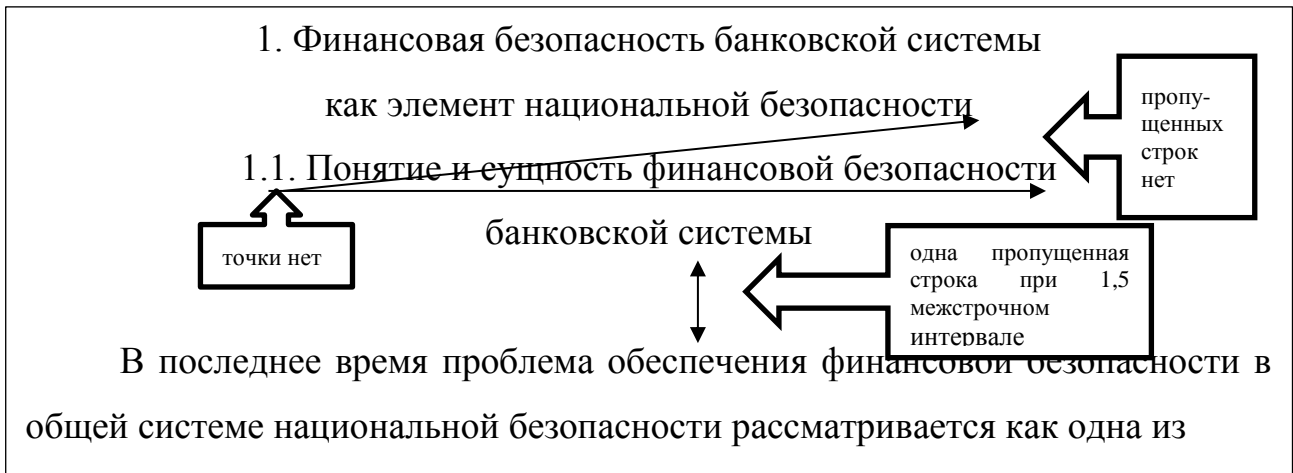 1. Финансовая безопасность банковской системы
как элемент национальной безопасности
пропу-
щенных
строк
нет
1.1. Понятие и сущность финансовой безопасности
банковской системы
точки нет
одна пропущенная
строка при 1,5
межстрочном
интервале
В последнее время проблема обеспечения финансовой безопасности в
общей системе национальной безопасности рассматривается как одна из